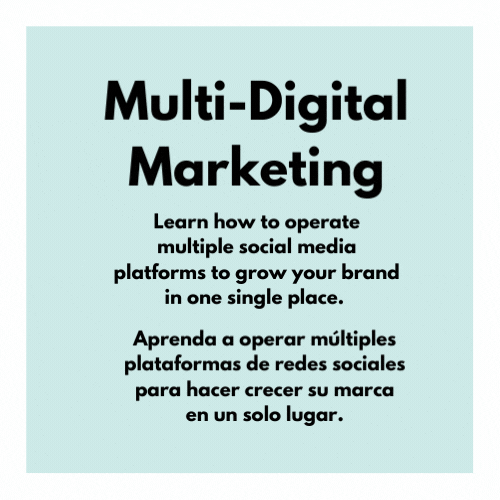 Multi-Digital
Marketing
Learn how to operate
multiple social media
platforms to grow your brand
in one single place.
Aprenda a operar múltiples
plataformas de redes sociales
para hacer crecer su marca
en un solo lugar.